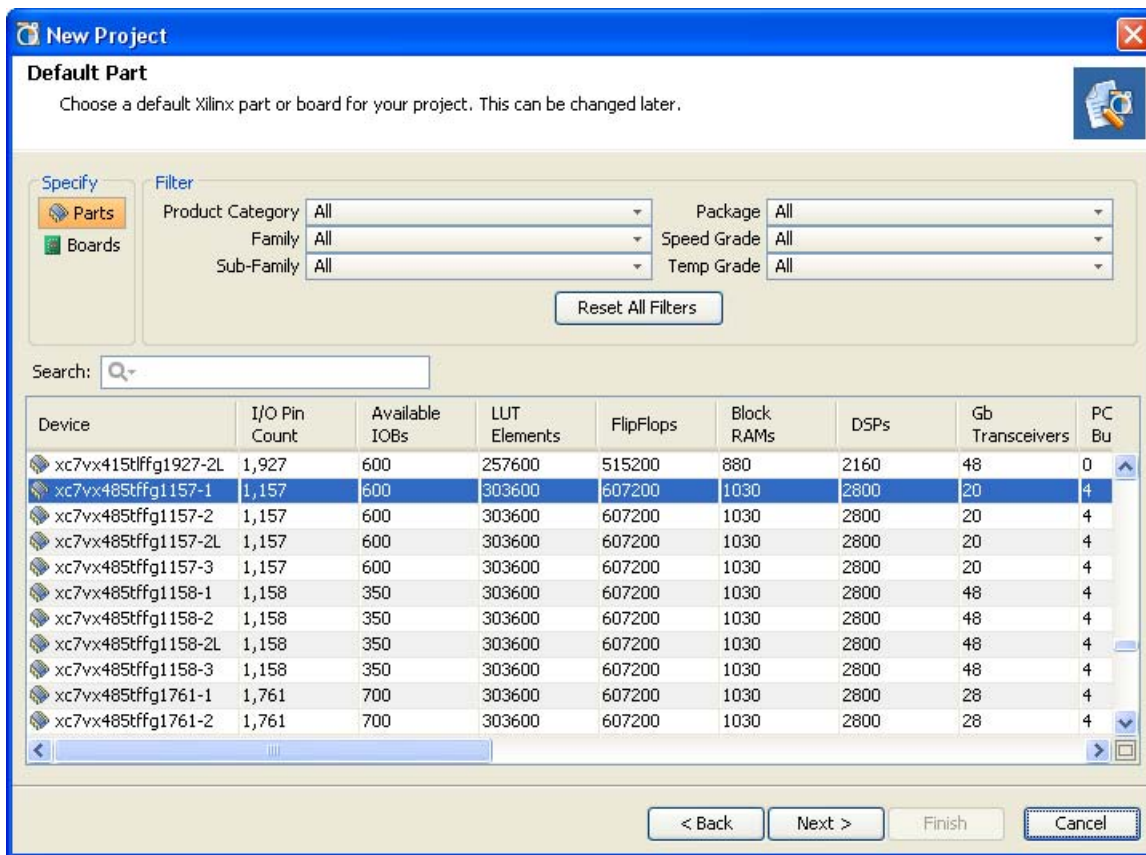 New Project
Default Part
Choose a default Xilinx part or board for your project. This can be changed later.
Specify
Parts
Boards
Filter
Product Category All Package All
Family All Speed Grade All
Sub-Family All Temp Grade All
Reset All Filters
Search:
Device I/O Pin Count Available IOBs LUT Elements FlipFlops Block RAMs DSPs Gb Transceivers PC Bu
xc7vx415tlffg1927-2L 1,927 600 257600 515200 880 2160 48 0
xc7vx485tffg1157-1 1,157 600 303600 607200 1030 2800 20 4
xc7vx485tffg1157-2 1,157 600 303600 607200 1030 2800 20 4
xc7vx485tffg1157-2L 1,157 600 303600 607200 1030 2800 20 4
xc7vx485tffg1157-3 1,157 600 303600 607200 1030 2800 20 4
xc7vx485tffg1158-1 1,158 350 303600 607200 1030 2800 48 4
xc7vx485tffg1158-2 1,158 350 303600 607200 1030 2800 48 4
xc7vx485tffg1158-2L 1,158 350 303600 607200 1030 2800 48 4
xc7vx485tffg1158-3 1,158 350 303600 607200 1030 2800 48 4
xc7vx485tffg1761-1 1,761 700 303600 607200 1030 2800 28 4
xc7vx485tffg1761-2 1,761 700 303600 607200 1030 2800 28 4
< Back Next > Finish Cancel